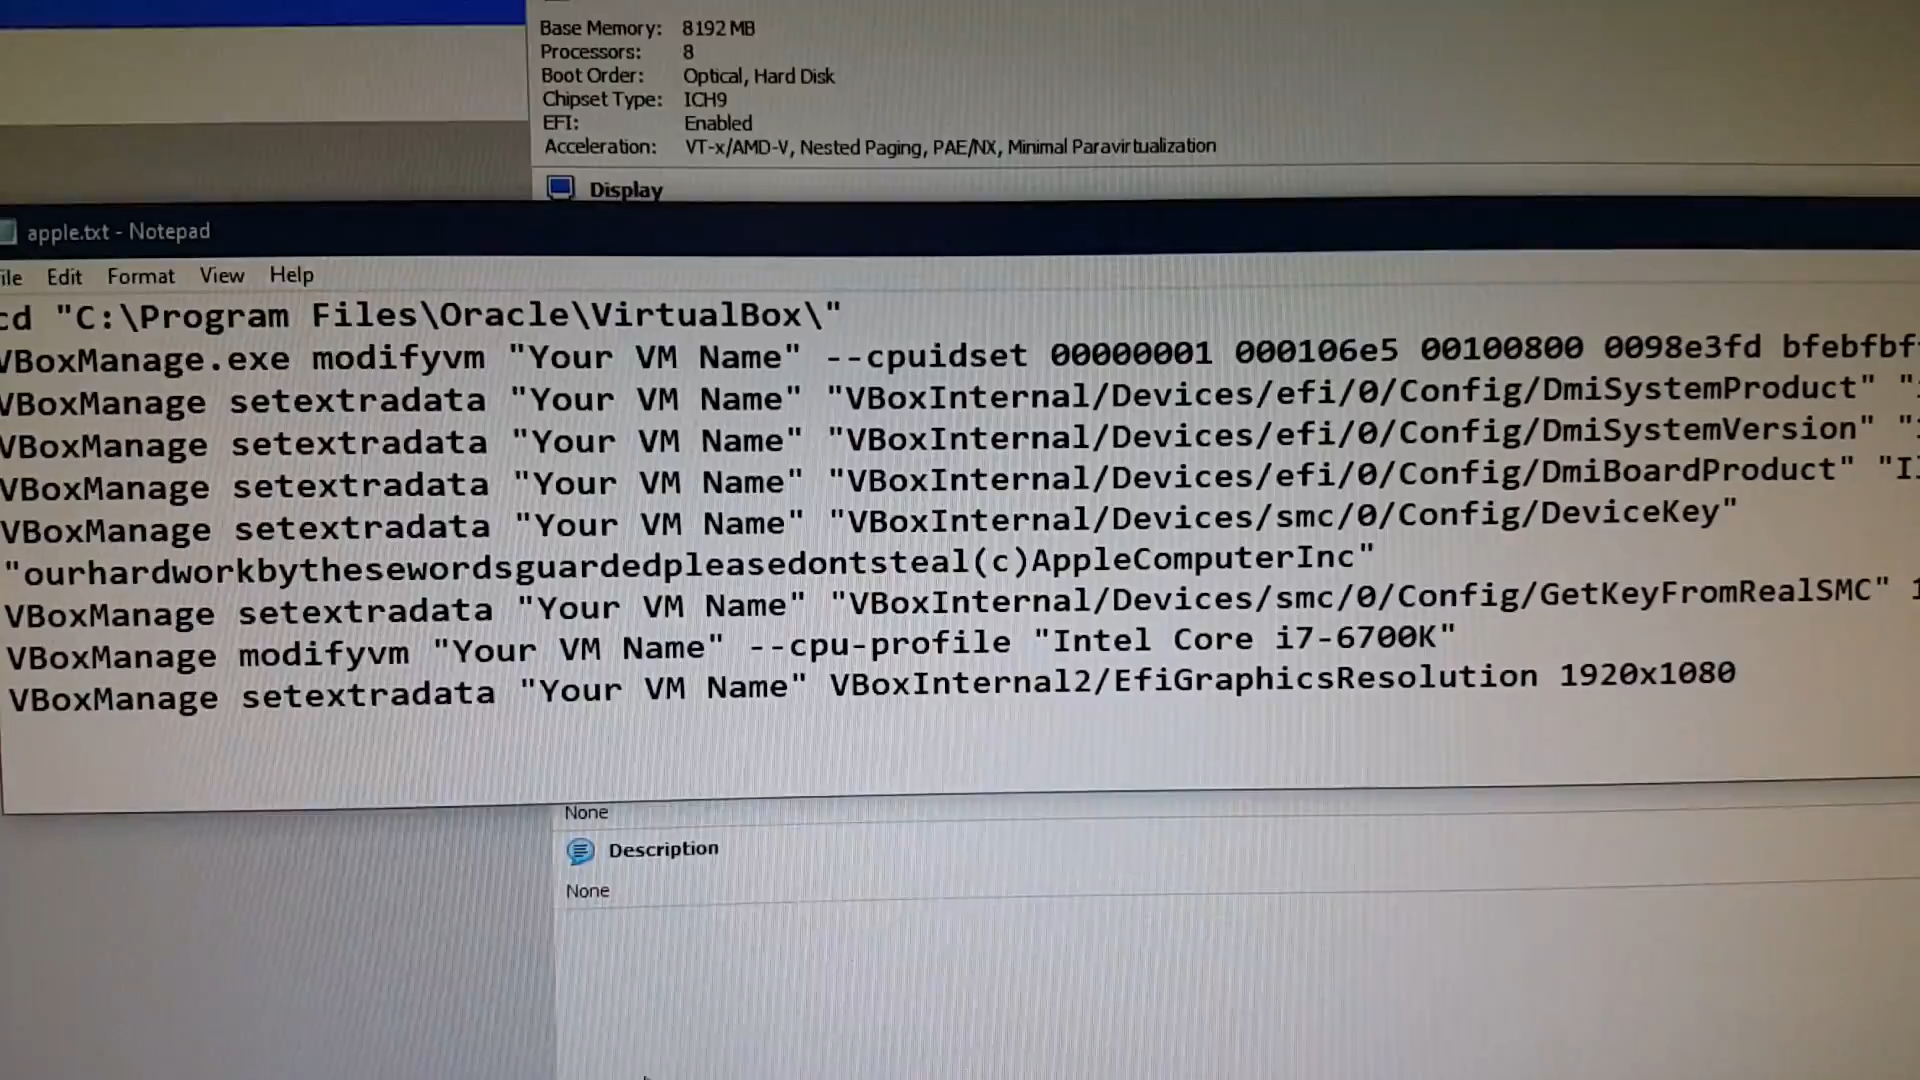 Base Memory: 8192 MB
Processors: 8
Boot Order: Optical, Hard Disk
Chipset Type: ICH9
EFI: Enabled
Acceleration: VT-x/AMD-V, Nested Paging, PAE/NX, Minimal Paravirtualization
Display
apple.txt - Notepad
ile Edit Format View Help
cd "C:\Program Files\Oracle\VirtualBox\"
VBoxManage.exe modifyvm "Your VM Name" --cpuidset 00000001 000106e5 00100800 0098e3fd bfebfbf
VBoxManage setextradata "Your VM Name" "VBoxInternal/Devices/efi/0/Config/DmiSystemProduct" "
VBoxManage setextradata "Your VM Name" "VBoxInternal/Devices/efi/0/Config/DmiSystemVersion" "
VBoxManage setextradata "Your VM Name" "VBoxInternal/Devices/efi/0/Config/DmiBoardProduct" "I
VBoxManage setextradata "Your VM Name" "VBoxInternal/Devices/smc/0/Config/DeviceKey"
"ourhardworkbythesewordsguardedpleasedontsteal(c)AppleComputerInc"
VBoxManage setextradata "Your VM Name" "VBoxInternal/Devices/smc/0/Config/GetKeyFromRealSMC" 1
VBoxManage modifyvm "Your VM Name" --cpu-profile "Intel Core i7-6700K"
VBoxManage setextradata "Your VM Name" VBoxInternal2/EfiGraphicsResolution 1920x1080
None
Description
None